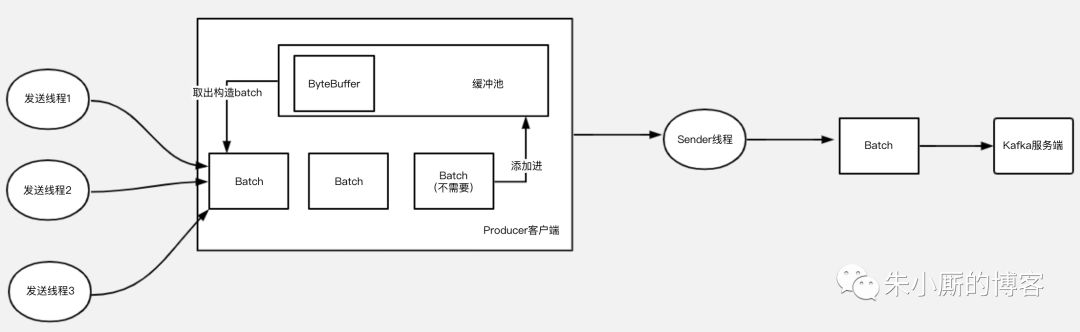 ByteBuffer
缓冲池
取出构造batch
发送线程1
Sender线程
Batch
Kafka服务端
添加进
Batch
Batch
Batch
(不需要)
发送线程2
Producer客户端
发送线程3
朱小厮的博客